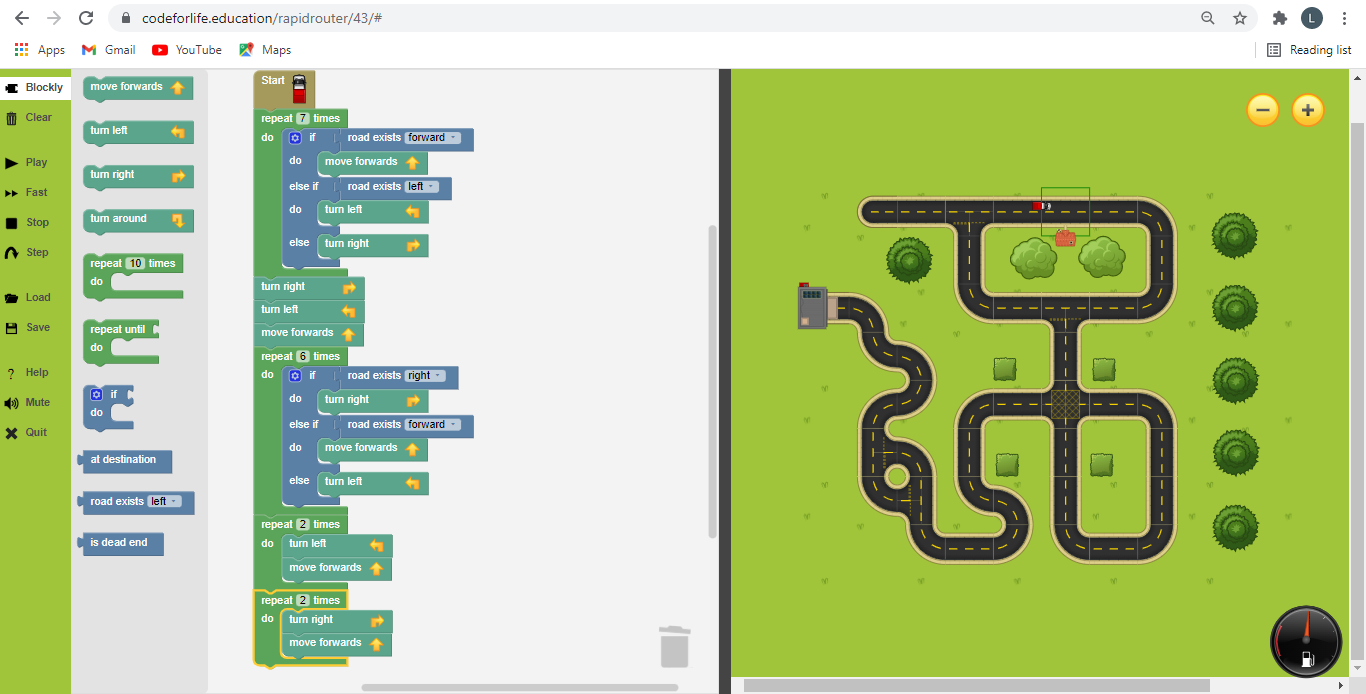 codeforlife.education/rapidrouter/43/#
L
Apps Gmail YouTube Maps Reading list
Blockly
Clear
Play
Fast
Stop
Step
Load
Save
? Help
Mute
Quit
move forwards
turn left
turn right
turn around
repeat 10 times
do
repeat until
do
if
do
at destination
road exists left
is dead end
Start
repeat 7 times
do if road exists forward
do move forwards
else if road exists left
do turn left
else turn right
turn right
turn left
move forwards
repeat 6 times
do if road exists right
do turn right
else if road exists forward
do move forwards
else turn left
repeat 2 times
do turn left
move forwards
repeat 2 times
do turn right
move forwards